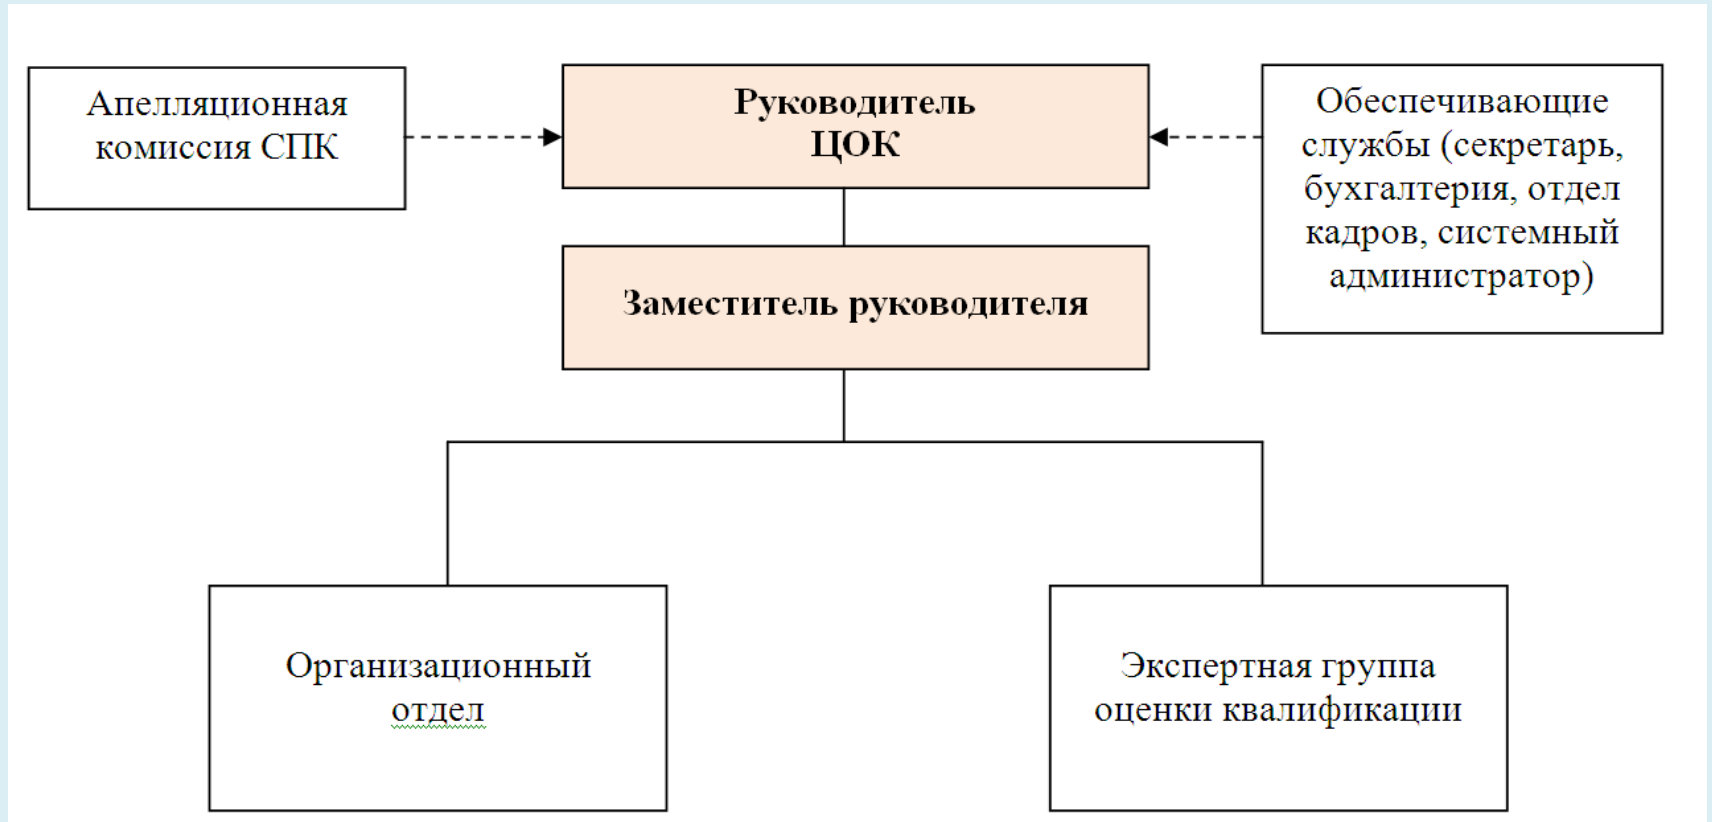 Апелляционная
комиссия СПК
Руководитель
ЦОК
Обеспечивающие
службы (секретарь,
бухгалтерия, отдел
кадров, системный
администратор)
Заместитель руководителя
Организационный
отдел
Экспертная группа
оценки квалификации